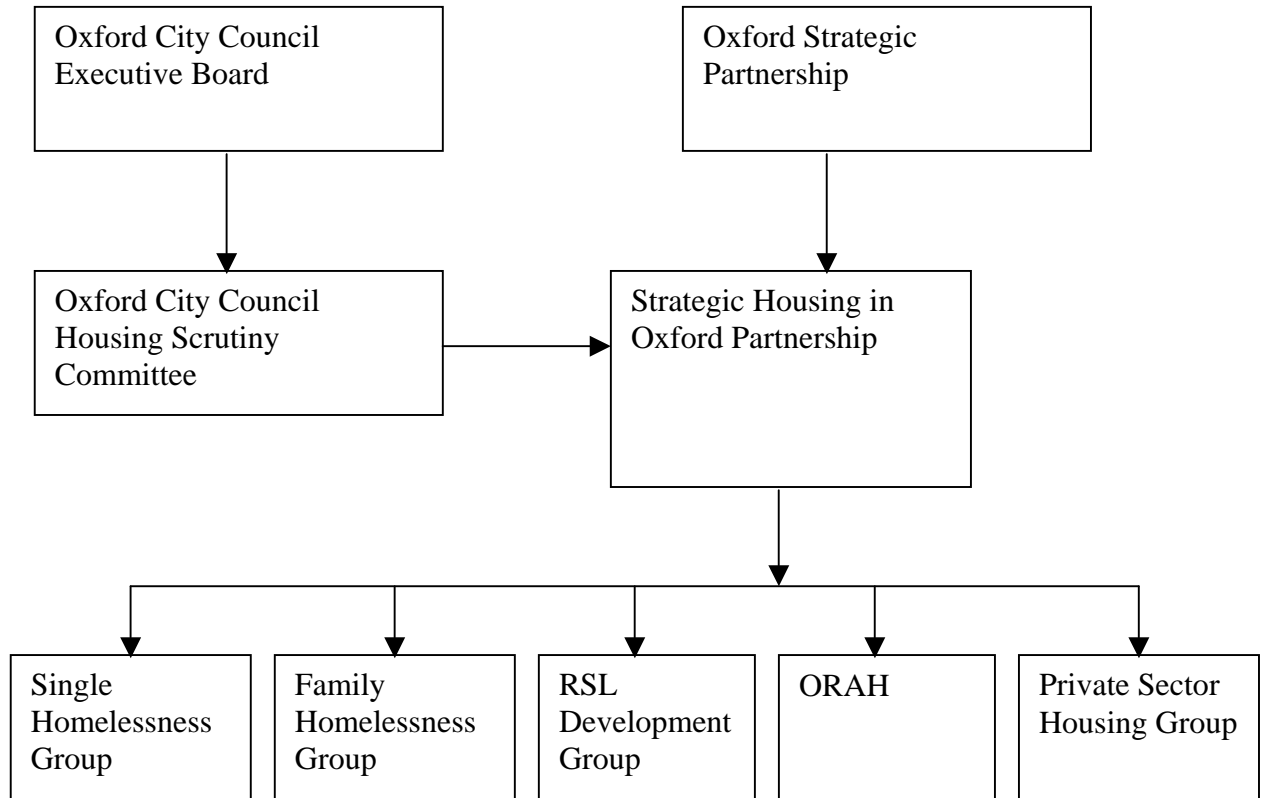 Oxford City Council
Executive Board
Oxford Strategic
Partnership
Oxford City Council
Housing Scrutiny
Committee
Strategic Housing in
Oxford Partnership
Single
Homelessness
Group
Family
Homelessness
Group
RSL
Development
Group
ORAH
Private Sector
Housing Group